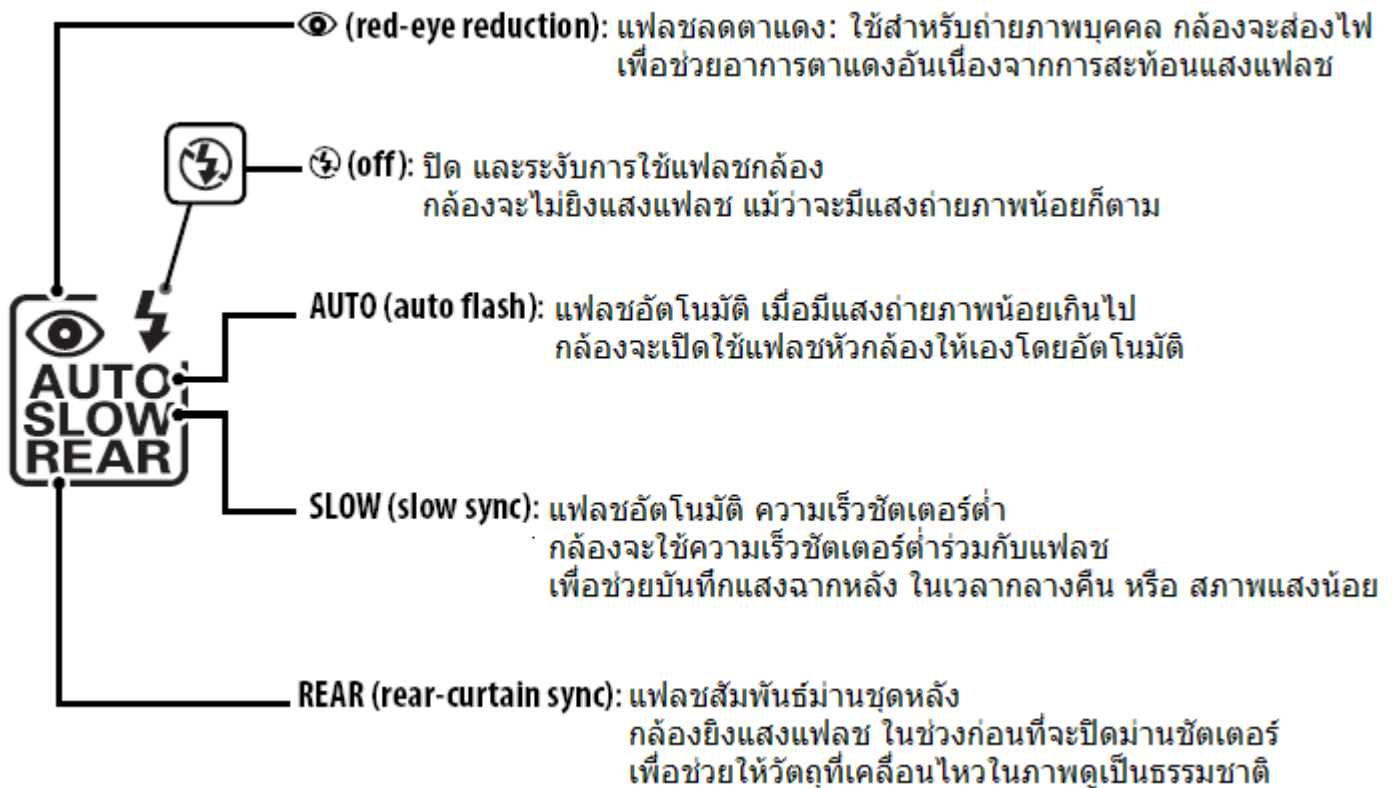 (red-eye reduction): แฟลชลดตาแดง: ใช้สำหรับถ่ายภาพบุคคล กล้องจะส่องไฟ
เพื่อช่วยอาการตาแดงอันเนื่องจากการสะท้อนแสงแฟลช
(off): ปิด และระงับการใช้แฟลชกล้อง
กล้องจะไม่ยิงแสงแฟลช แม้ว่าจะมีแสงถ่ายภาพน้อยก็ตาม
AUTO (auto flash): แฟลชอัตโนมัติ เมื่อมีแสงถ่ายภาพน้อยเกินไป
กล้องจะเปิดใช้แฟลชหัวกล้องให้เองโดยอัตโนมัติ
AUTO
SLOW
REAR
SLOW (slow sync): แฟลชอัตโนมัติ ความเร็วชัตเตอร์ต่ำ
กล้องจะใช้ความเร็วชัตเตอร์ต่ำร่วมกับแฟลช
เพื่อช่วยบันทึกแสงฉากหลัง ในเวลากลางคืน หรือ สภาพแสงน้อย
REAR (rear-curtain sync): แฟลชสัมพันธ์ม่านชุดหลัง
กล้องยิงแสงแฟลช ในช่วงก่อนที่จะปิดม่านชัตเตอร์
เพื่อช่วยให้วัตถุที่เคลื่อนไหวในภาพดูเป็นธรรมชาติ